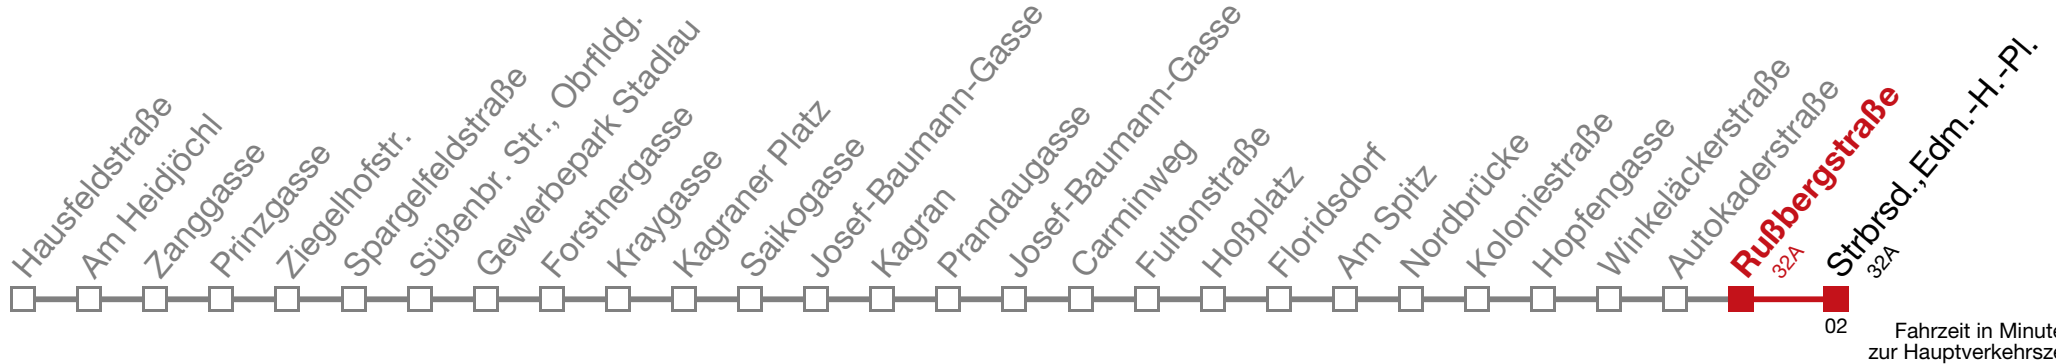 Hausfeldstraße
Am Heidjöchl
Zanggasse
Prinzgasse
Ziegelhofstr.
Spargelfeldstraße
Süßenbr. Str., Obrfldg.
Gewerbepark Stadlau
Forstnergasse
Kraygasse
Kagraner Platz
Saikogasse
Josef-Baumann-Gasse
Kagran
Prandaugasse
Josef-Baumann-Gasse
Carminweg
Fultonstraße
Hoßplatz
Floridsdorf
Am Spitz
Nordbrücke
Koloniestraße
Hopfengasse
Winkeläckerstraße
Autokaderstraße
Rußbergstraße
32A
Strbrsd.,Edm.-H.-Pl.
32A
02
Fahrzeit in Minute
zur Hauptverkehrsz